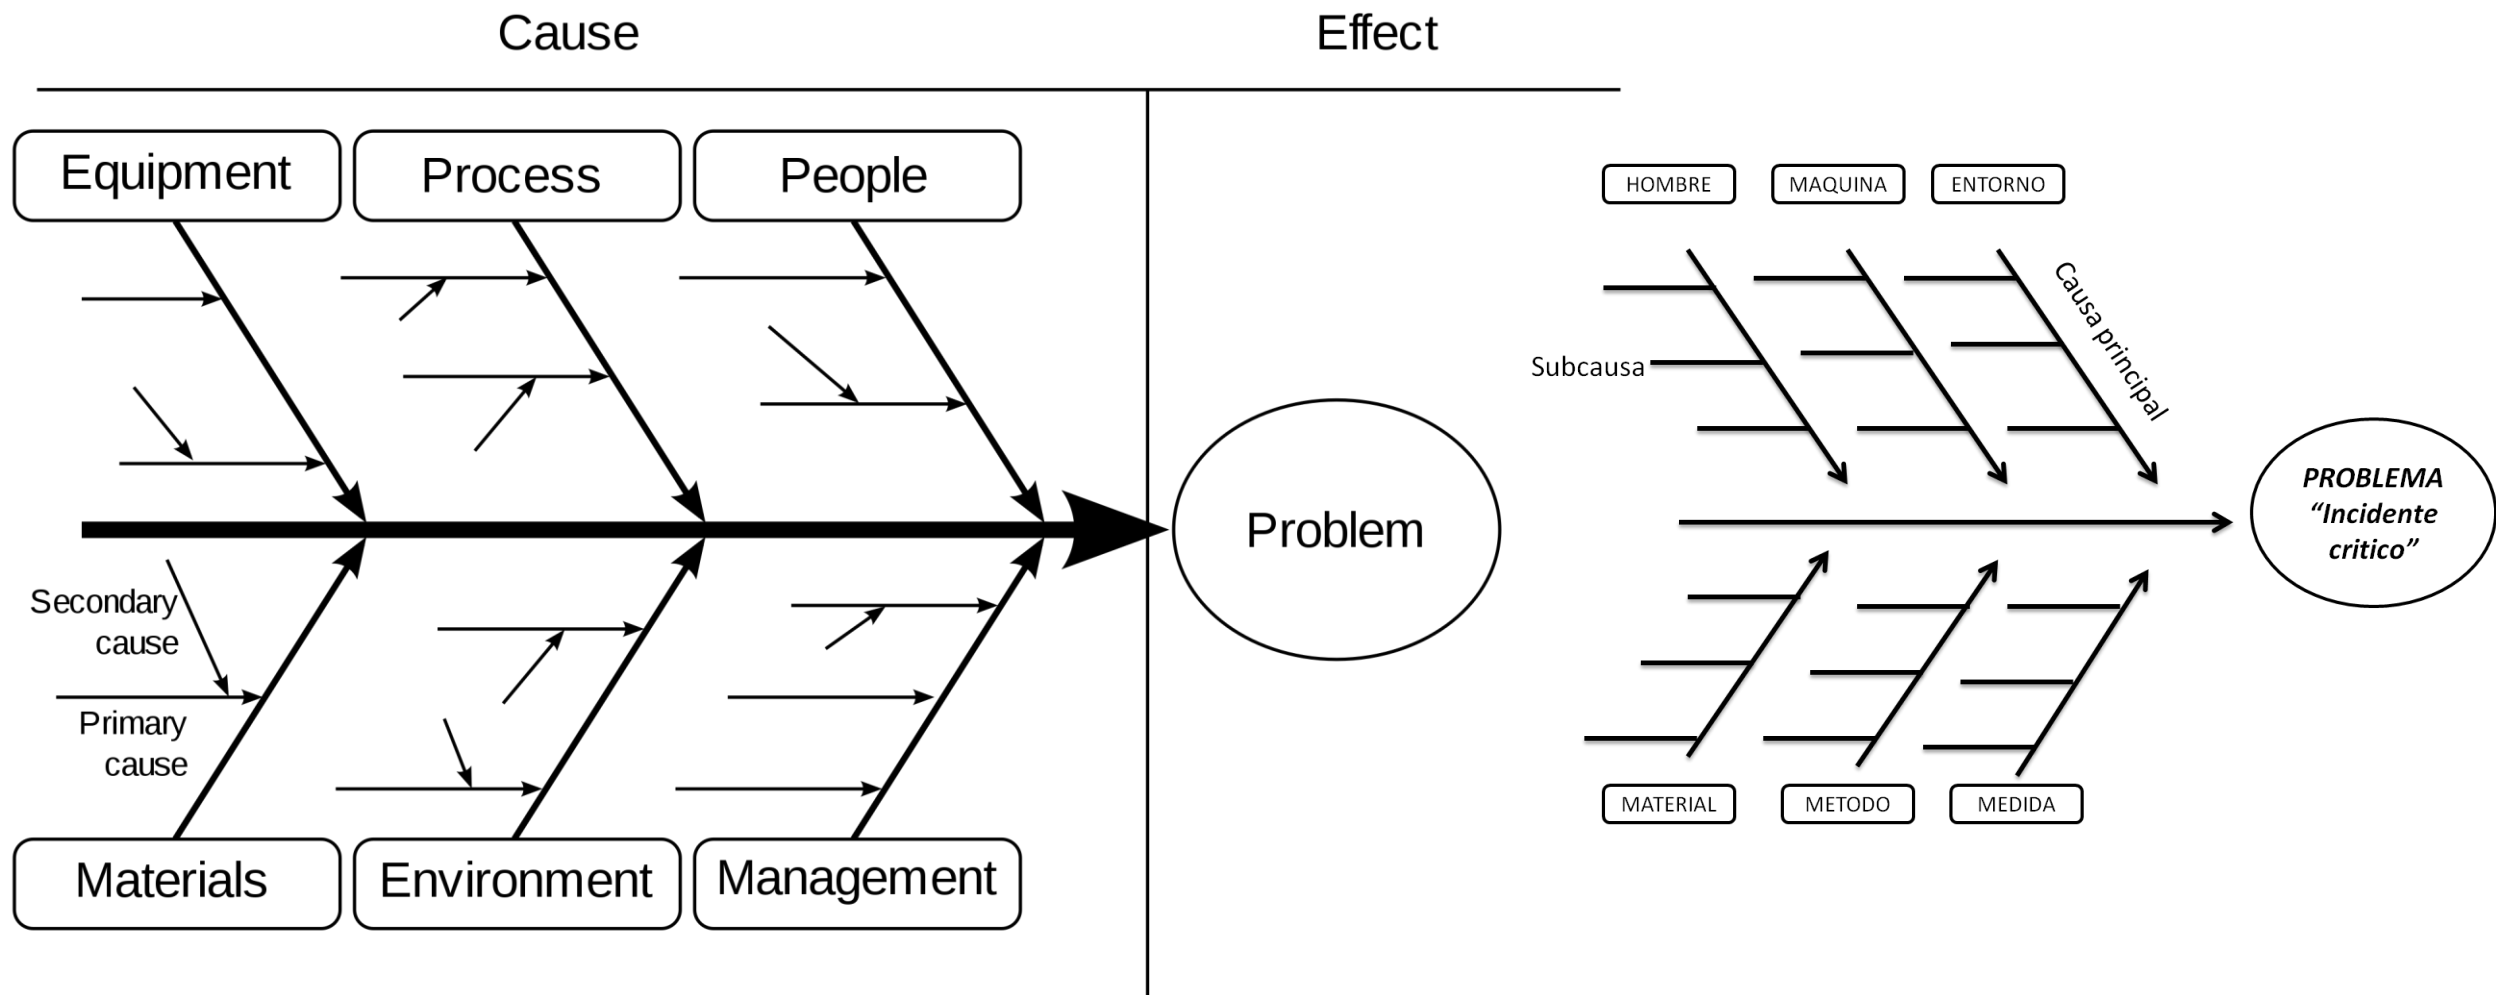 Cause
Effect
Equipment
Process
People
Problem
Secondary
cause
Primary
cause
Materials
Environment
Management
HOMBRE
MAQUINA
ENTORNO
Causa principal
Subcausa
PROBLEMA
“Incidente
critico”
MATERIAL
METODO
MEDIDA